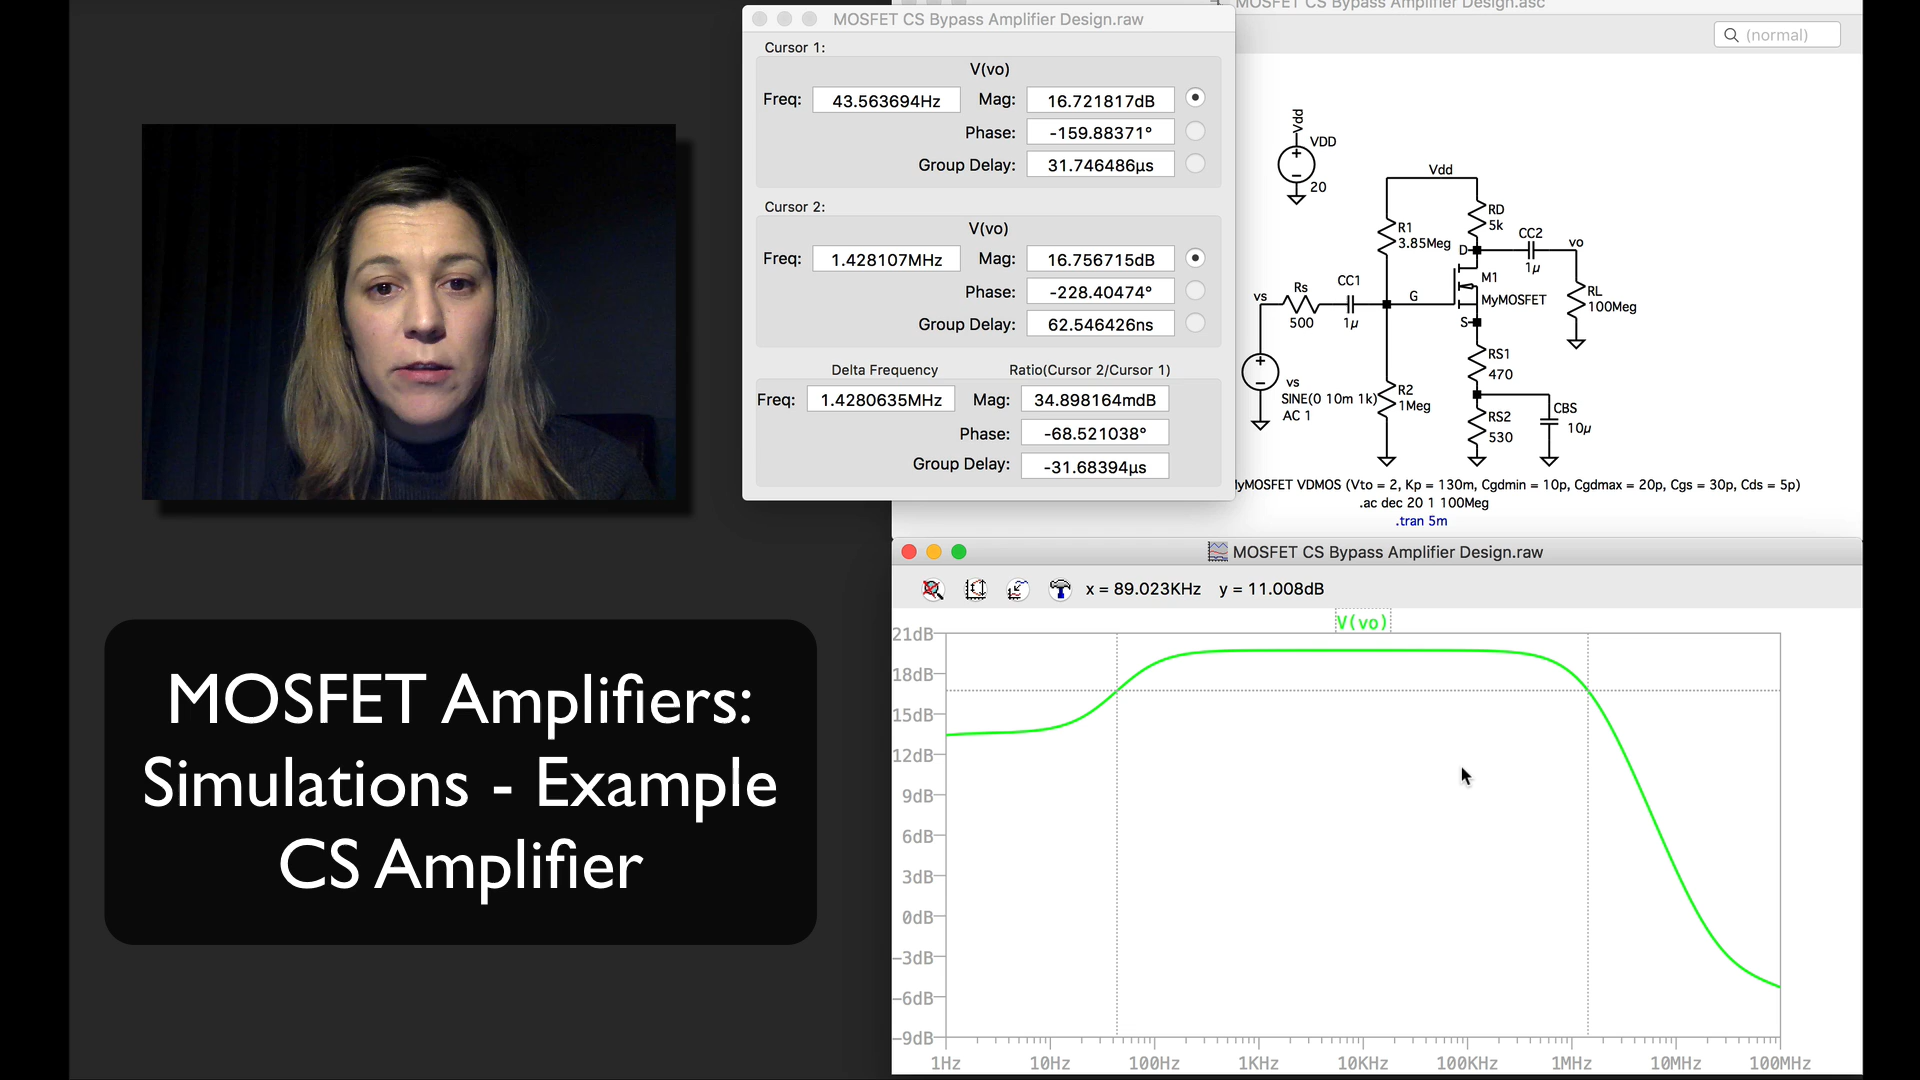 MOSFET CS Bypass Amplifier Design.raw
MOSFET CS Bypass Amplifier Design.asc
(normal)
Cursor 1:
V(vo)
Freq: 43.563694Hz Mag: 16.721817dB
Phase: -159.88371°
Group Delay: 31.746486µs
Cursor 2:
V(vo)
Freq: 1.428107MHz Mag: 16.756715dB
Phase: -228.40474°
Group Delay: 62.546426ns
Delta Frequency Ratio(Cursor 2/Cursor 1)
Freq: 1.4280635MHz Mag: 34.898164mdB
Phase: -68.521038°
Group Delay: -31.68394µs
Vdd
VDD
20
Vdd
RD
5k
R1
3.85Meg
CC2
1µ
vo
D
M1
MyMOSFET
RL
100Meg
CC1
1µ
G
vs
Rs
500
S
RS1
470
vs
SINE(0 10m 1k)
AC 1
R2
1Meg
RS2
530
CBS
10µ
MyMOSFET VDMOS (Vto = 2, Kp = 130m, Cgdmin = 10p, Cgdmax = 20p, Cgs = 30p, Cds = 5p)
.ac dec 20 1 100Meg
.tran 5m
MOSFET CS Bypass Amplifier Design.raw
x = 89.023KHz y = 11.008dB
V(vo)
21dB
18dB
15dB
12dB
9dB
6dB
3dB
0dB
-3dB
-6dB
-9dB
1Hz 10Hz 100Hz 1KHz 10KHz 100KHz 1MHz 10MHz 100MHz
MOSFET Amplifiers:
Simulations - Example
CS Amplifier